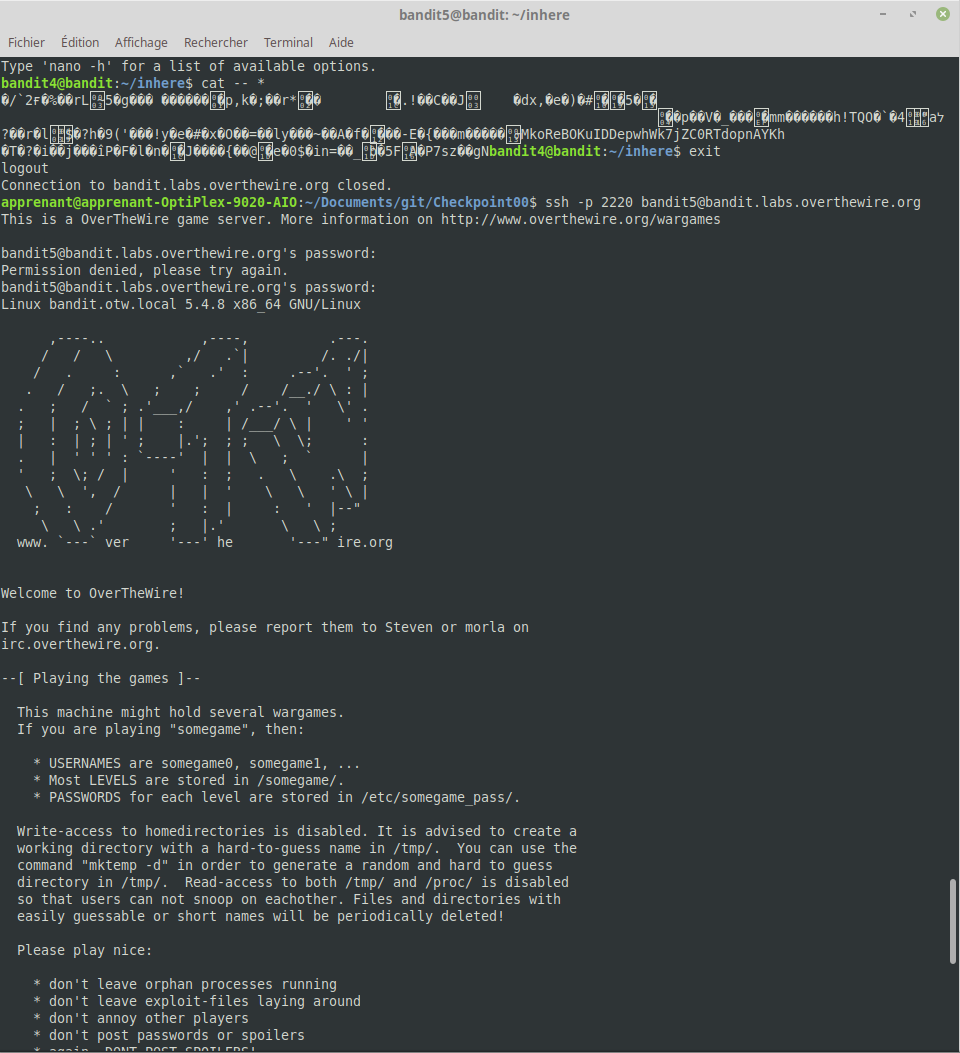 bandit5@bandit: ~/inhere
Fichier Édition Affichage Rechercher Terminal Aide
Type 'nano -h' for a list of available options.
bandit4@bandit:~/inhere$ cat -- *
MkoReBOKuIDDepwhWk7jZC0RTdopnAYKh
bandit4@bandit:~/inhere$ exit
logout
Connection to bandit.labs.overthewire.org closed.
apprenant@apprenant-OptiPlex-9020-AIO:~/Documents/git/Checkpoint00$ ssh -p 2220 bandit5@bandit.labs.overthewire.org
This is a OverTheWire game server. More information on http://www.overthewire.org/wargames
bandit5@bandit.labs.overthewire.org's password:
Permission denied, please try again.
bandit5@bandit.labs.overthewire.org's password:
Linux bandit.otw.local 5.4.8 x86_64 GNU/Linux
www. `---` ver '---' he '---" ire.org
Welcome to OverTheWire!
If you find any problems, please report them to Steven or morla on
irc.overthewire.org.
--[ Playing the games ]--
This machine might hold several wargames.
If you are playing "somegame", then:
* USERNAMES are somegame0, somegame1, ...
* Most LEVELS are stored in /somegame/.
* PASSWORDS for each level are stored in /etc/somegame_pass/.
Write-access to homedirectories is disabled. It is advised to create a
working directory with a hard-to-guess name in /tmp/.  You can use the
command "mktemp -d" in order to generate a random and hard to guess
directory in /tmp/.  Read-access to both /tmp/ and /proc/ is disabled
so that users can not snoop on eachother. Files and directories with
easily guessable or short names will be periodically deleted!
Please play nice:
* don't leave orphan processes running
* don't leave exploit-files laying around
* don't annoy other players
* don't post passwords or spoilers
* again, DONT POST SPOILERS!